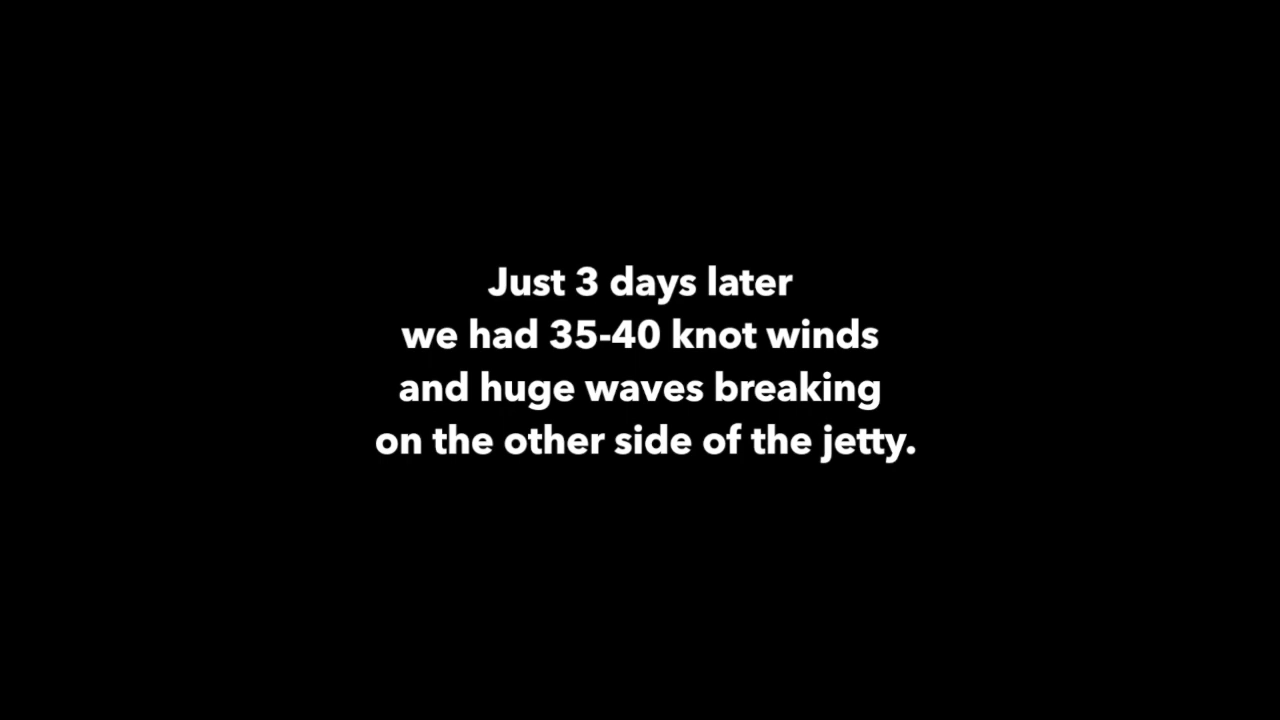 Just 3 days later
we had 35-40 knot winds
and huge waves breaking
on the other side of the jetty.